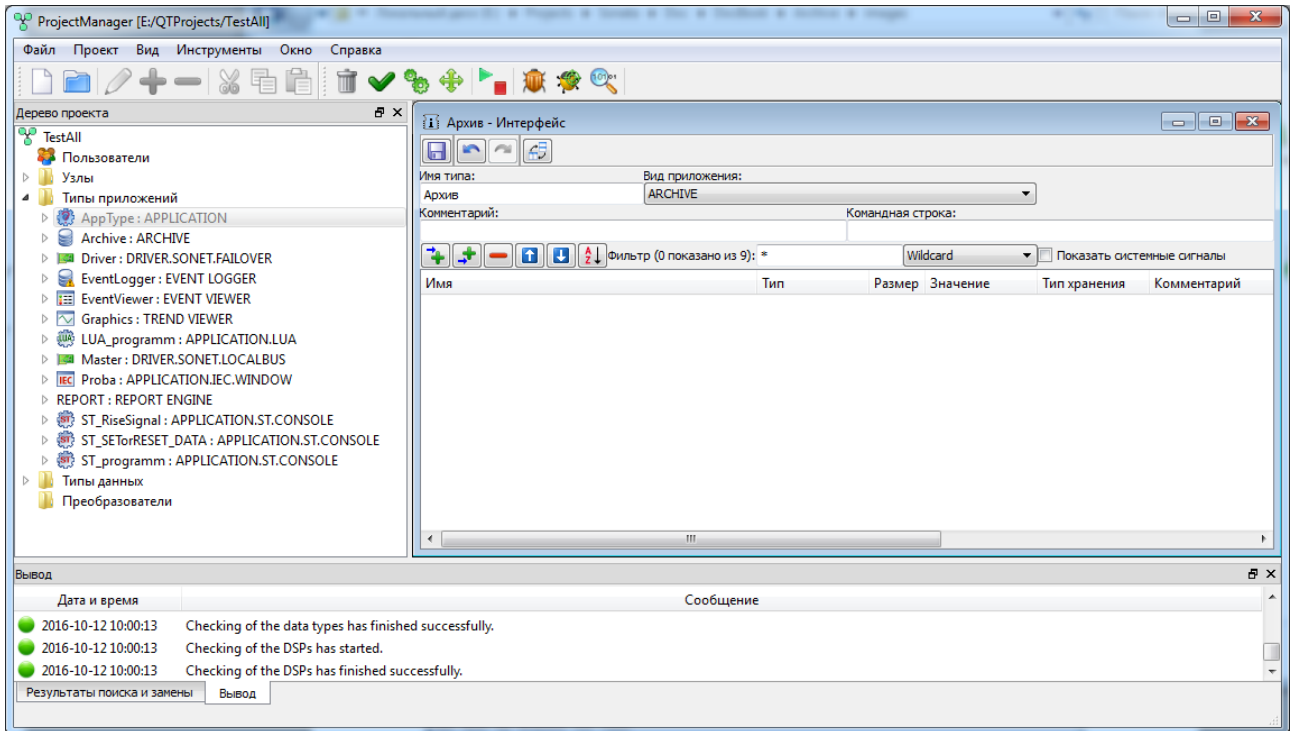 ProjectManager [E:/QTProjects/TestAll]
Файл Проект Вид Инструменты Окно Справка
Дерево проекта
TestAll
Пользователи
Узлы
Типы приложений
AppType : APPLICATION
Archive : ARCHIVE
Driver : DRIVER.SONET.FAILOVER
EventLogger : EVENT LOGGER
EventViewer : EVENT VIEWER
Graphics : TREND VIEWER
LUA_programm : APPLICATION.LUA
Master : DRIVER.SONET.LOCALBUS
Proba : APPLICATION.IEC.WINDOW
REPORT : REPORT ENGINE
ST_RiseSignal : APPLICATION.ST.CONSOLE
ST_SETorRESET_DATA : APPLICATION.ST.CONSOLE
ST_programm : APPLICATION.ST.CONSOLE
Типы данных
Преобразователи
Архив - Интерфейс
Имя типа: Вид приложения:
Архив ARCHIVE
Комментарий: Командная строка:
Фильтр (0 показано из 9): * Wildcard Показать системные сигналы
Имя Тип Размер Значение Тип хранения Комментарий
Вывод
Дата и время Сообщение
2016-10-12 10:00:13 Checking of the data types has finished successfully.
2016-10-12 10:00:13 Checking of the DSPs has started.
2016-10-12 10:00:13 Checking of the DSPs has finished successfully.
Результаты поиска и замены Вывод